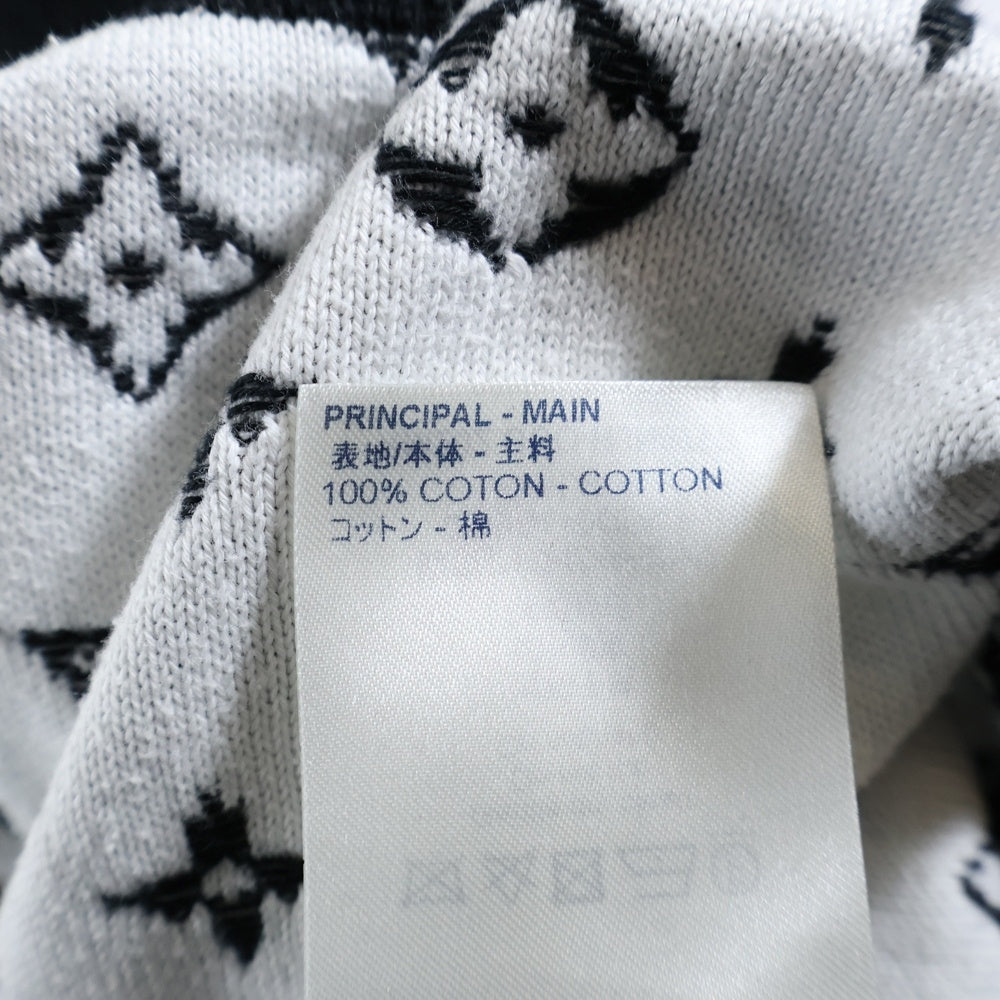 PRINCIPAL - MAIN
表地/本体 - 主料
100% COTON - COTTON
コットン - 棉